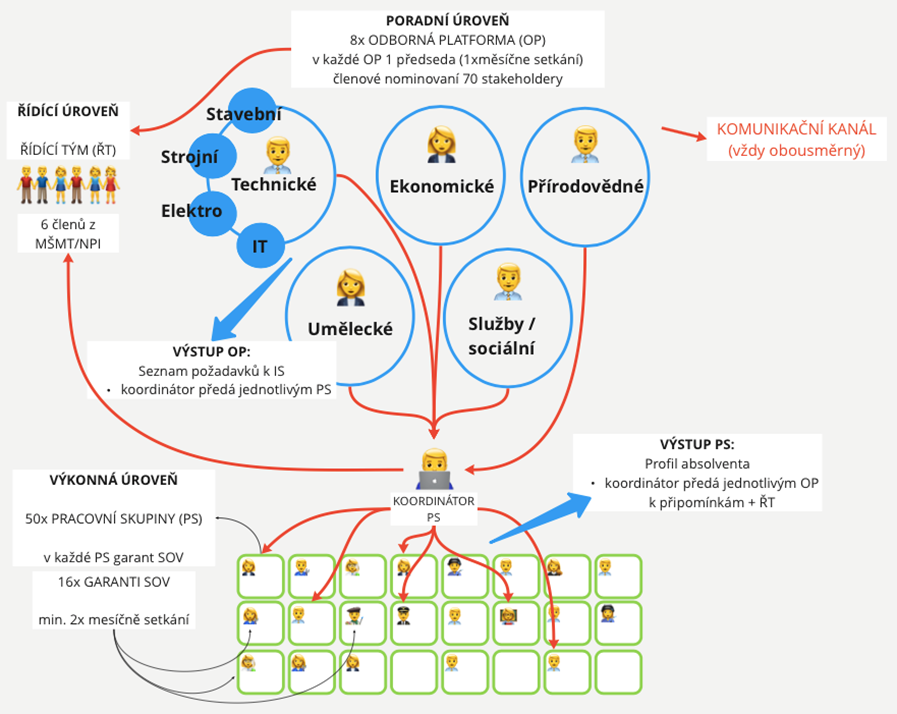 PORADNÍ ÚROVEŇ
8x ODBORNÁ PLATFORMA (OP)
v každé OP 1 předseda (1xměsíčne setkání)
členové nominovaní 70 stakeholdery
ŘÍDÍCÍ ÚROVEŇ
ŘÍDÍCÍ TÝM (ŘT)
6 členů z
MŠMT/NPI
Stavební
Strojní
Technické
Elektro
IT
Ekonomické
Přírodovědné
KOMUNIKAČNÍ KANÁL
(vždy obousměrný)
Umělecké
Služby /
sociální
VÝSTUP OP:
Seznam požadavků k IS
• koordinátor předá jednotlivým PS
VÝSTUP PS:
Profil absolventa
• koordinátor předá jednotlivým OP
k připomínkám + ŘT
KOORDINÁTOR
PS
VÝKONNÁ ÚROVEŇ
50x PRACOVNÍ SKUPINY (PS)
v každé PS garant SOV
16x GARANTI SOV
min. 2x mesíčně setkání